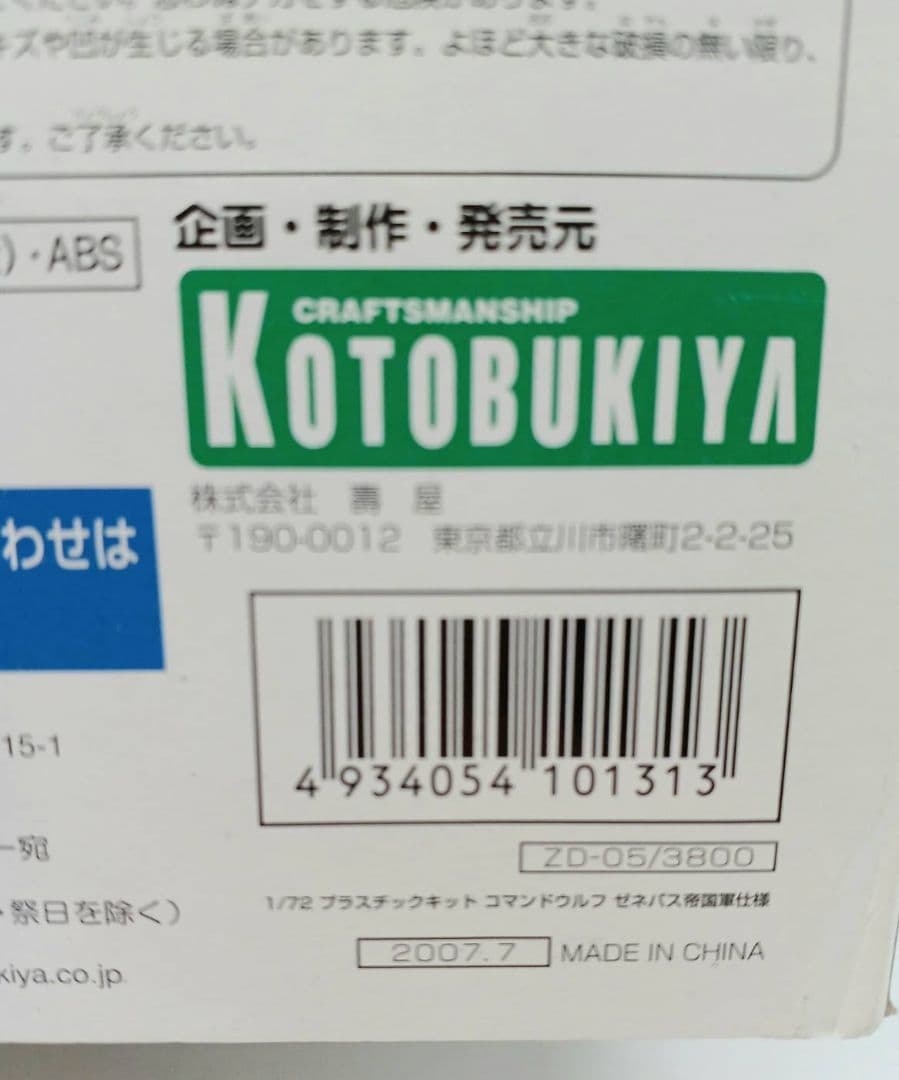 キズや凹が生じる場合があります。よほど大きな破損の無い限り、
す。ご了承ください。
)・ABS
企画・制作・発売元
CRAFTSMANSHIP
KOTOBUKIYA
株式会社 壽 屋
〒190-0012 東京都立川市曙町2-2-25
わせは
4 934054 101313
15-1
ZD-05/3800
ー宛
1/72 プラスチックキット コマンドウルフ ゼネバス帝国軍仕様
・祭日を除く）
2007.7 MADE IN CHINA
kiya.co.jp